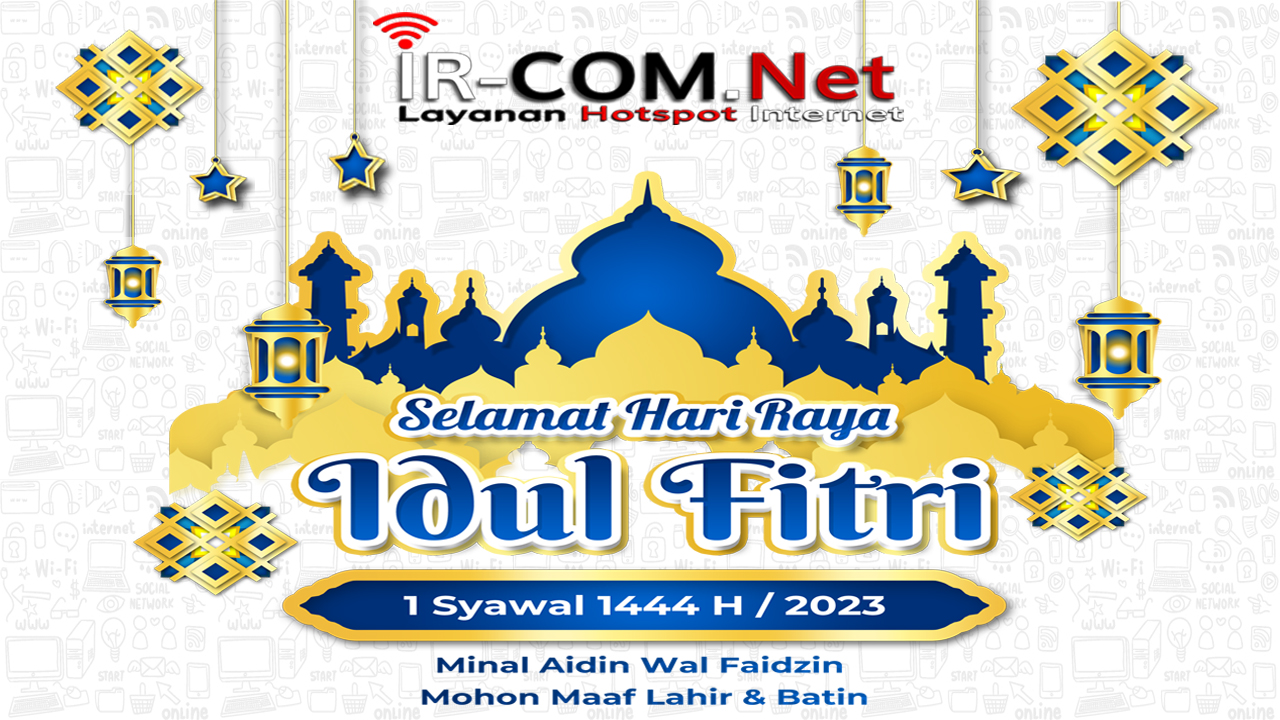 IR-COM.Net
Layanan Hotspot Internet
Selamat Hari Raya
Idul Fitri
1 Syawal 1444 H / 2023
Minal Aidin Wal Faidzin
Mohon Maaf Lahir & Batin